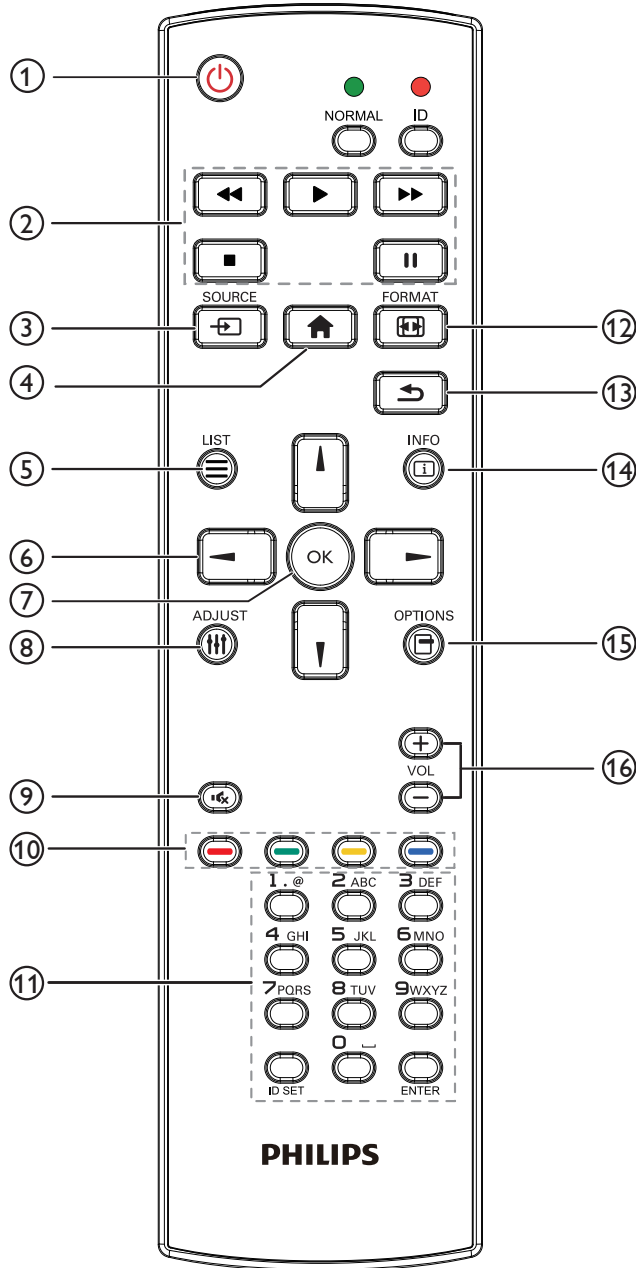 1
NORMAL ID
2
SOURCE FORMAT
3 12
4 13
LIST INFO
i
5 14
6
OK
7
ADJUST OPTIONS
8 15
VOL
9 16
10
1 . @ 2 ABC 3 DEF
4 GHI 5 JKL 6 MNO
11
7 PQRS 8 TUV 9 WXYZ
0 ⎵
ID SET ENTER
PHILIPS